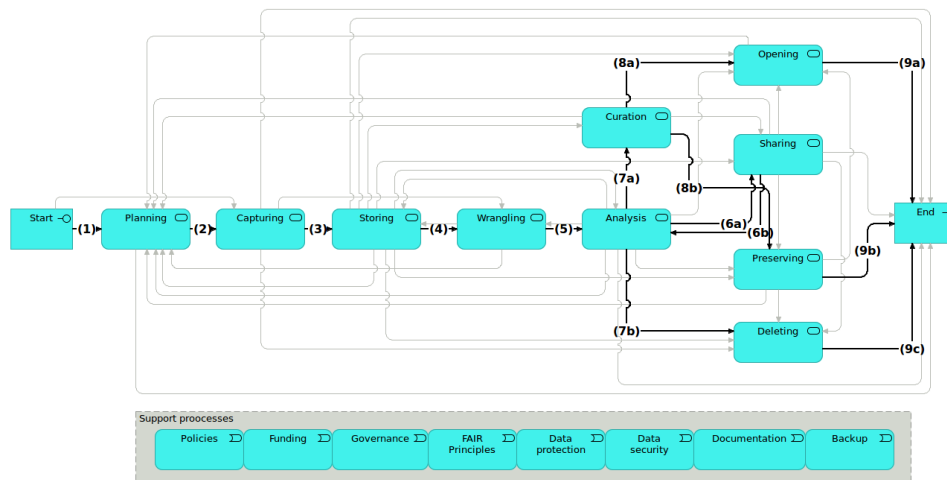 Opening
(8a)
(9a)
Curation
Sharing
(7a)
(8b)
Start
Planning
Capturing
Storing
Wrangling
Analysis
End
(1)
(2)
(3)
(4)
(5)
(6a)
(6b)
(9b)
Preserving
Deleting
(7b)
(9c)
Support proocesses
Policies
Funding
Governance
FAIR
Principles
Data
protection
Data
security
Documentation
Backup